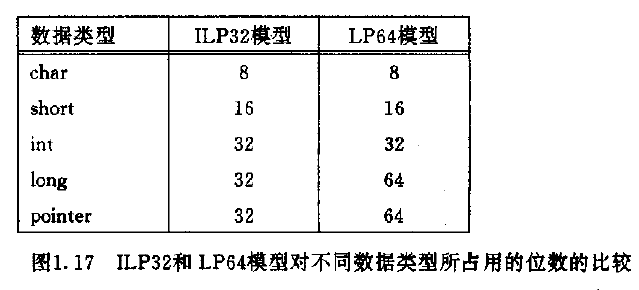 数据类型 ILP32模型 LP64模型
char 8 8
short 16 16
int 32 32
long 32 64
pointer 32 64
图1.17 ILP32和LP64模型对不同数据类型所占用的位数的比较